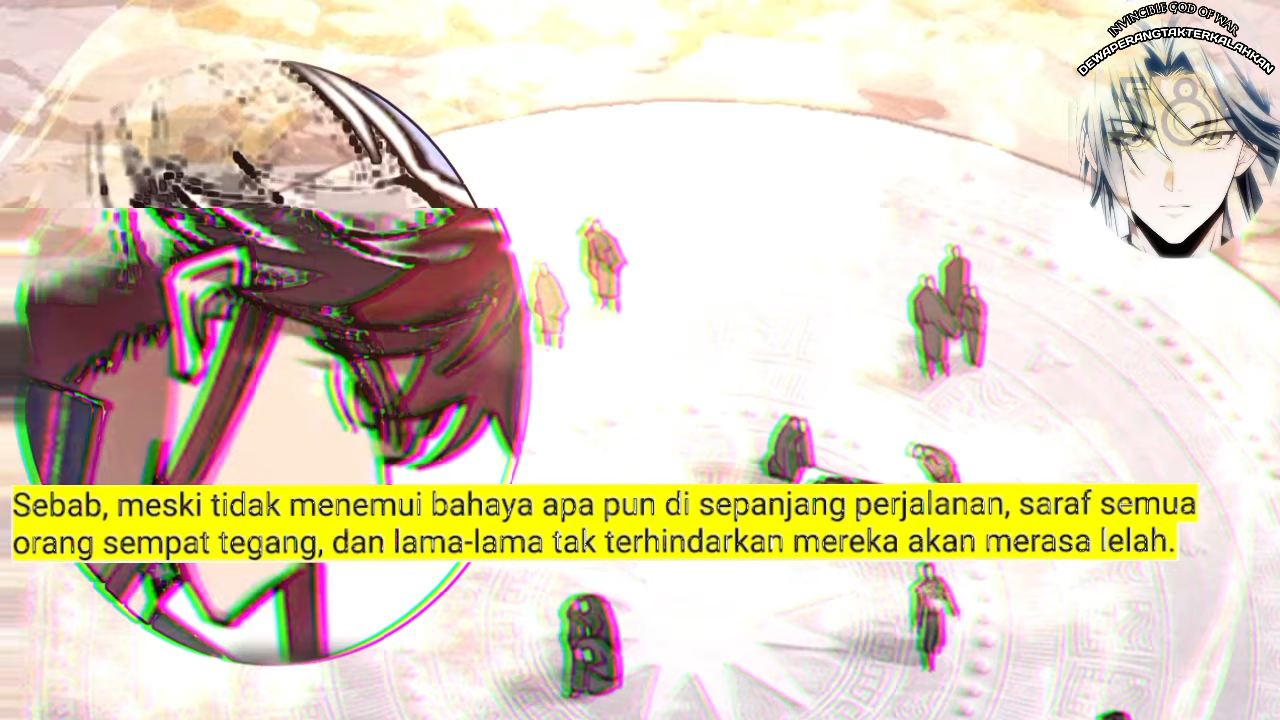 INVINCIBLE GOD OF WAR
DEWAPERANGTAKTERKALAHKAN
Sebab, meski tidak menemui bahaya apa pun di sepanjang perjalanan, saraf semua
orang sempat tegang, dan lama-lama tak terhindarkan mereka akan merasa lelah.